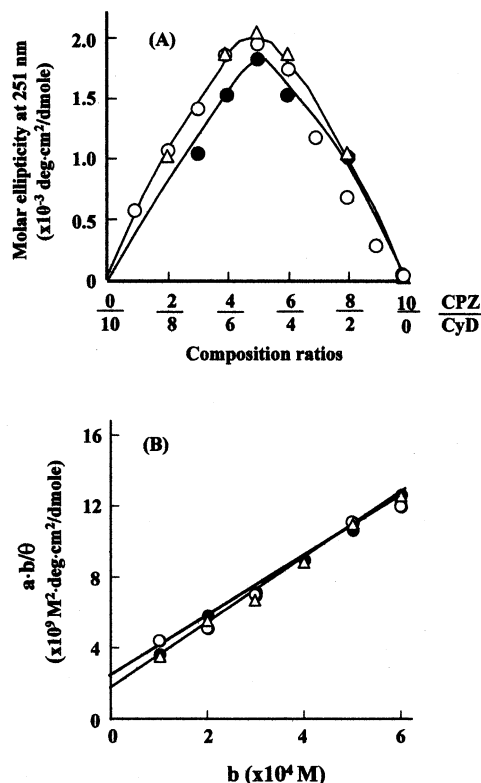 (A)
Molar ellipticity at 251 nm
(x10-3 deg·cm2/dmole)
2.0
1.5
1.0
0.5
0
0/10 2/8 4/6 6/4 8/2 10/0 CPZ/CyD
Composition ratios
(B)
a·b/θ
(x10⁹ M²·deg·cm²/dmole)
16
12
8
4
0
0 2 4 6
b (x10⁴ M)